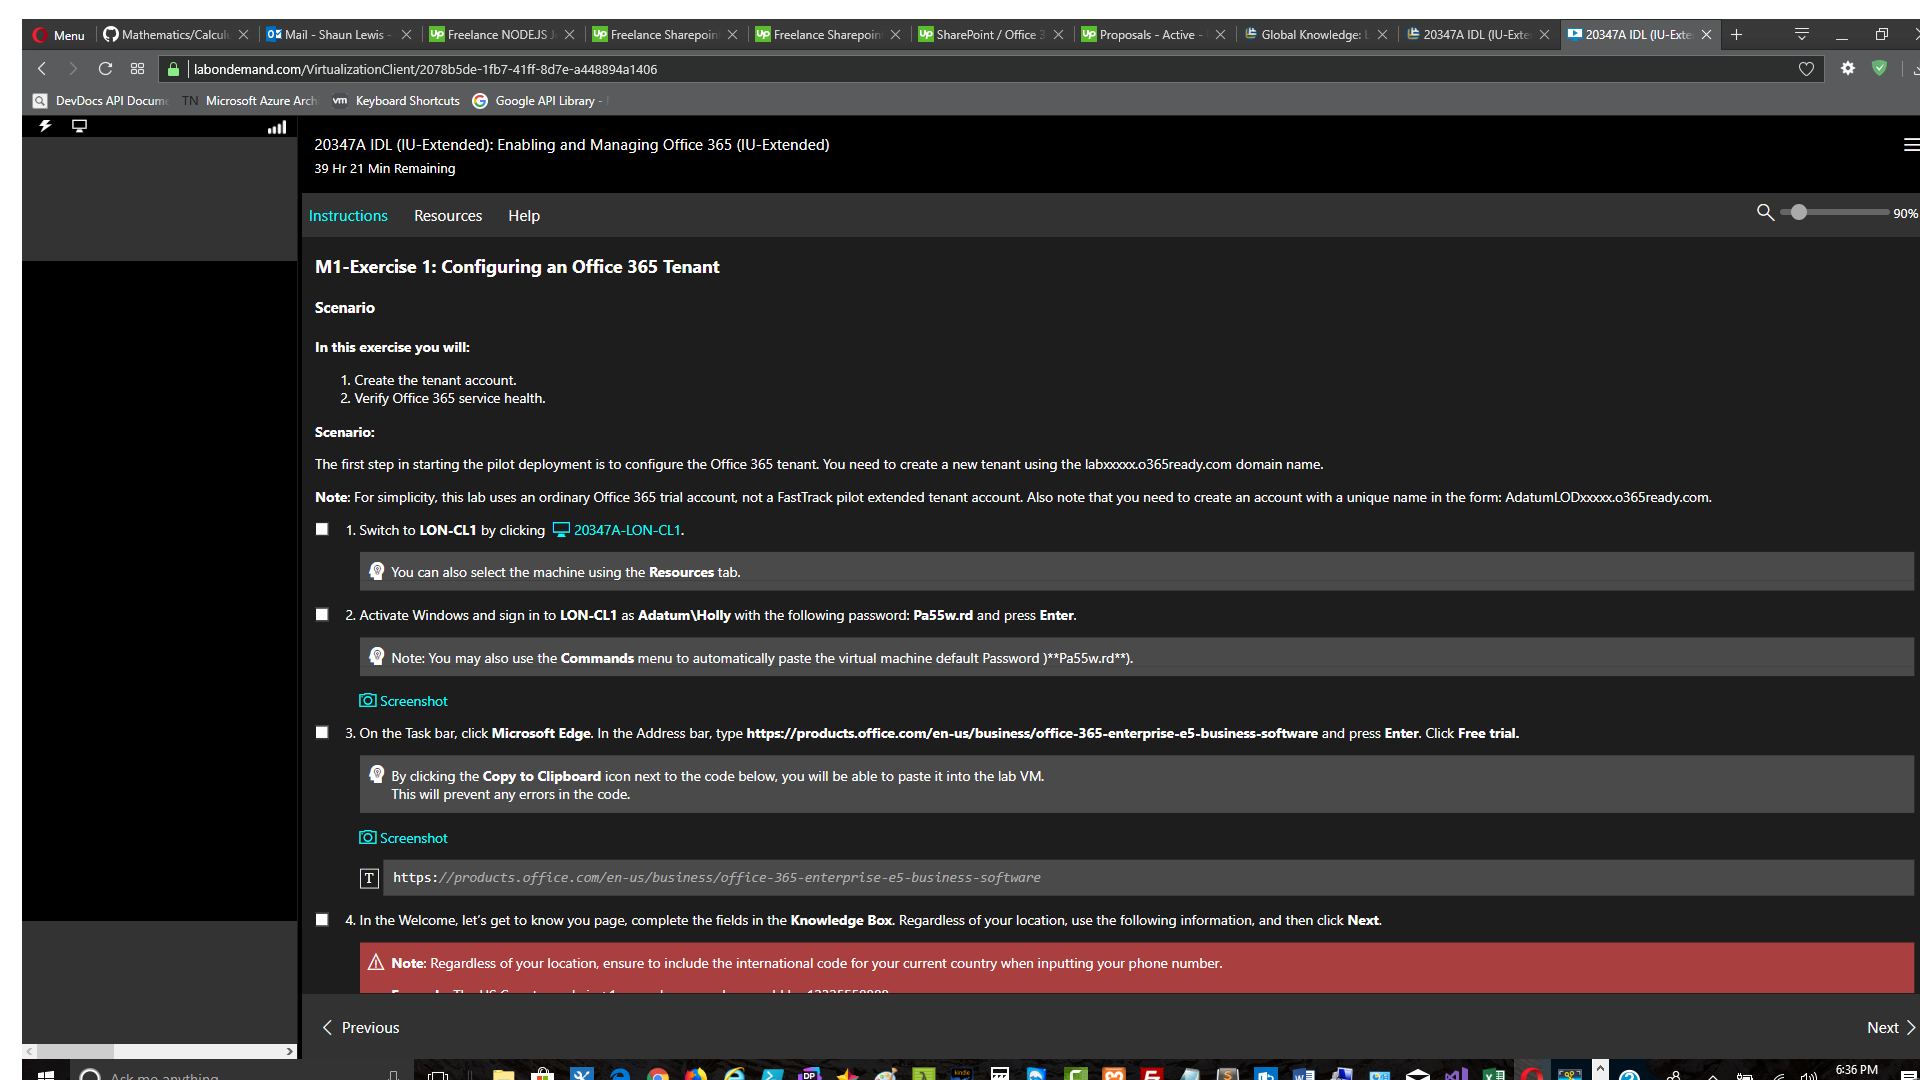 Menu
Mathematics/Calcul
Mail - Shaun Lewis -
Freelance NODEJS J
Freelance Sharepoin
Freelance Sharepoin
SharePoint / Office 3
Proposals - Active -
Global Knowledge: L
20347A IDL (IU-Exte
20347A IDL (IU-Exte
labondemand.com/VirtualizationClient/2078b5de-1fb7-41ff-8d7e-a448894a1406
DevDocs API Docume
TN Microsoft Azure Arch
vm Keyboard Shortcuts
Google API Library -
20347A IDL (IU-Extended): Enabling and Managing Office 365 (IU-Extended)
39 Hr 21 Min Remaining
Instructions Resources Help
90%
M1-Exercise 1: Configuring an Office 365 Tenant
Scenario
In this exercise you will:
1. Create the tenant account.
2. Verify Office 365 service health.
Scenario:
The first step in starting the pilot deployment is to configure the Office 365 tenant. You need to create a new tenant using the labxxxxx.o365ready.com domain name.
Note: For simplicity, this lab uses an ordinary Office 365 trial account, not a FastTrack pilot extended tenant account. Also note that you need to create an account with a unique name in the form: AdatumLODxxxxx.o365ready.com.
1. Switch to LON-CL1 by clicking 20347A-LON-CL1.
You can also select the machine using the Resources tab.
2. Activate Windows and sign in to LON-CL1 as Adatum\Holly with the following password: Pa55w.rd and press Enter.
Note: You may also use the Commands menu to automatically paste the virtual machine default Password )**Pa55w.rd**).
Screenshot
3. On the Task bar, click Microsoft Edge. In the Address bar, type https://products.office.com/en-us/business/office-365-enterprise-e5-business-software and press Enter. Click Free trial.
By clicking the Copy to Clipboard icon next to the code below, you will be able to paste it into the lab VM.
This will prevent any errors in the code.
Screenshot
T https://products.office.com/en-us/business/office-365-enterprise-e5-business-software
4. In the Welcome, let's get to know you page, complete the fields in the Knowledge Box. Regardless of your location, use the following information, and then click Next.
Note: Regardless of your location, ensure to include the international code for your current country when inputting your phone number.
Previous
Next
Ask me anything
6:36 PM